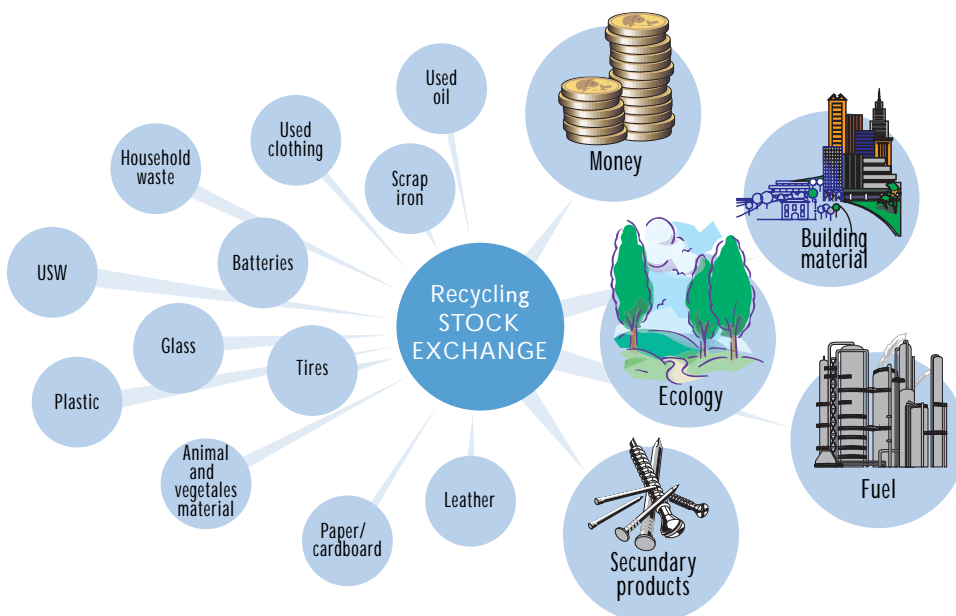 Used
oil
Used
clothing
Household
waste
Scrap
iron
Money
Building
material
USW
Batteries
Recycling
STOCK
EXCHANGE
Glass
Tires
Plastic
Ecology
Animal
and
vegetales
material
Leather
Paper/
cardboard
Fuel
Secundary
products